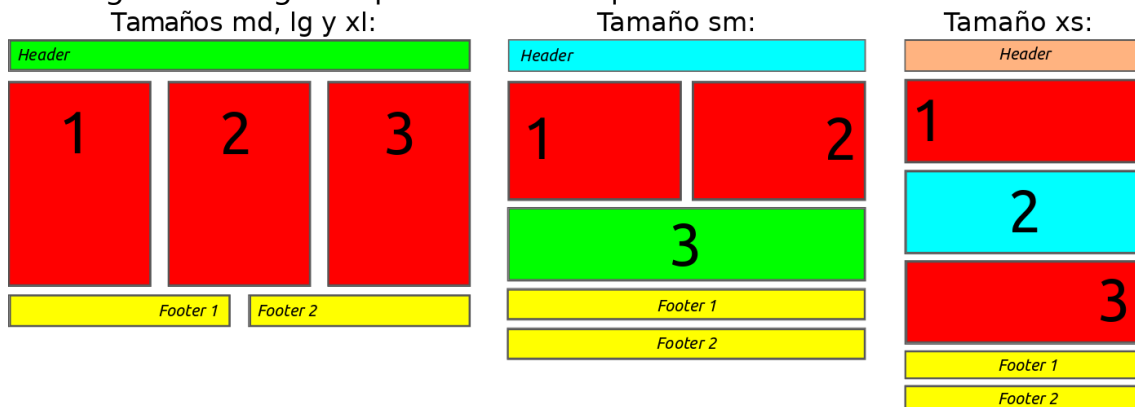 Tamaños md, lg y xl:
Header
1 2 3
Footer 1 Footer 2
Tamaño sm:
Header
1 2
3
Footer 1
Footer 2
Tamaño xs:
Header
1
2
3
Footer 1
Footer 2